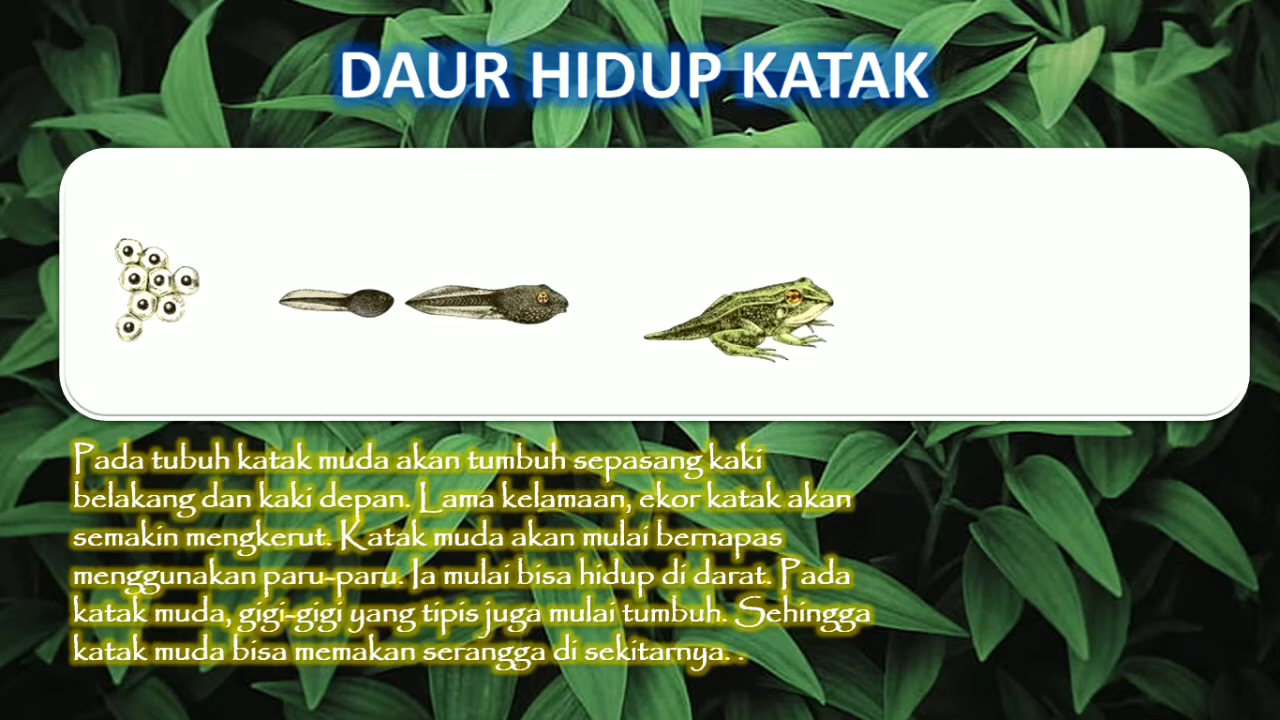 DAUR HIDUP KATAK
Pada tubuh katak muda akan tumbuh sepasang kaki
belakang dan kaki depan. Lama kelamaan, ekor katak akan
semakin mengkerut. Katak muda akan mulai bernapas
menggunakan paru-paru. Ia mulai bisa hidup di darat. Pada
katak muda, gigi-gigi yang tipis juga mulai tumbuh. Sehingga
katak muda bisa memakan serangga di sekitarnya. .